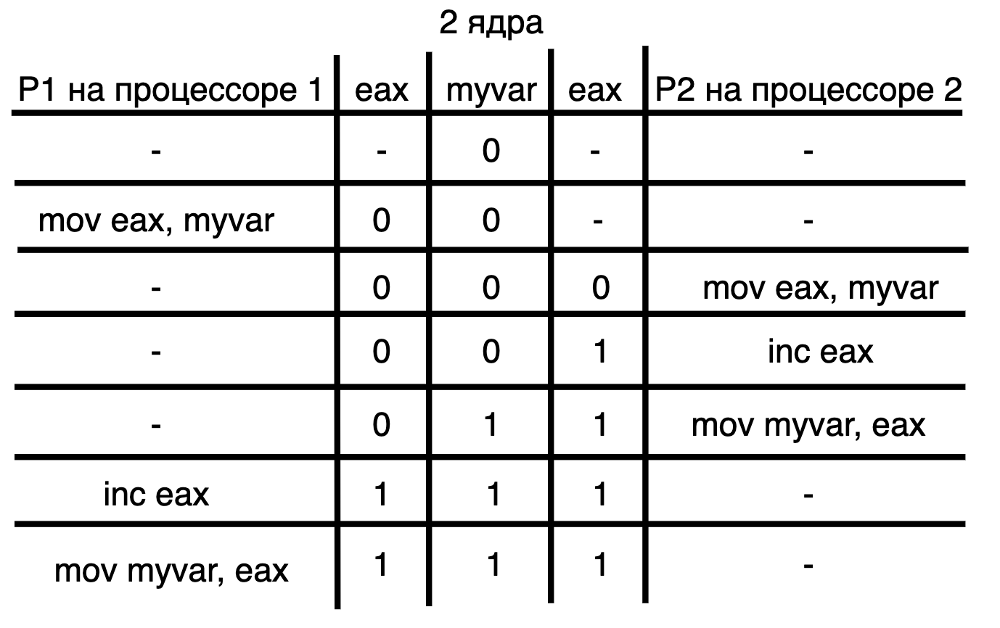 2 ядра
P1 на процессоре 1 eax myvar eax P2 на процессоре 2
- - 0 - -
mov eax, myvar 0 0 - -
- 0 0 0 mov eax, myvar
- 0 0 1 inc eax
- 0 1 1 mov myvar, eax
inc eax 1 1 1 -
mov myvar, eax 1 1 1 -